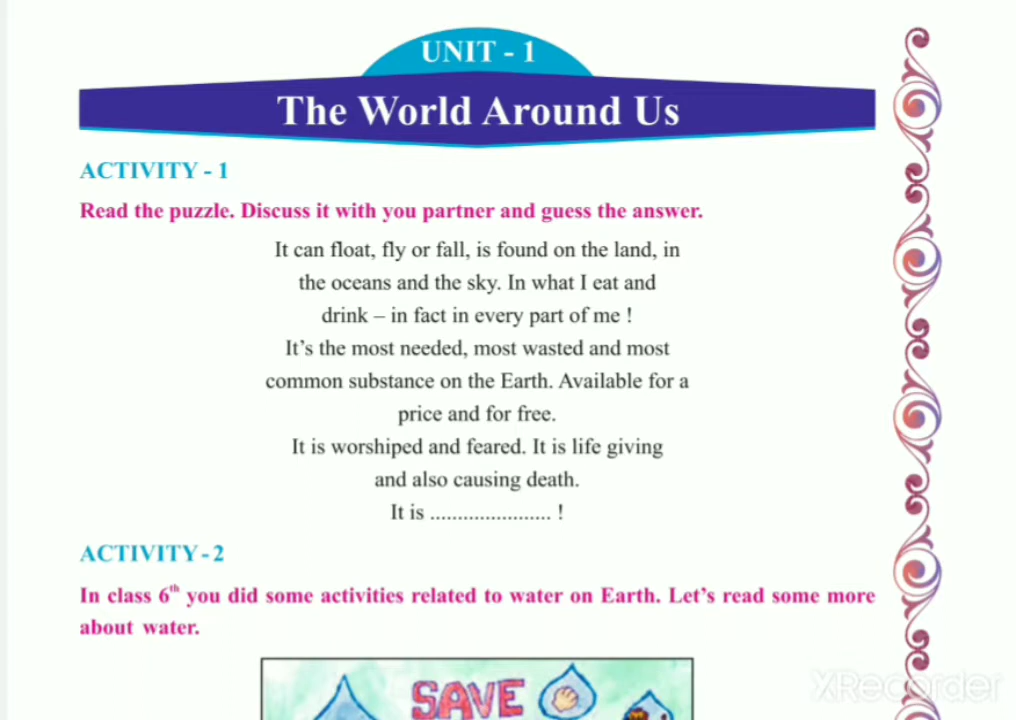 UNIT - 1
The World Around Us
ACTIVITY - 1
Read the puzzle. Discuss it with you partner and guess the answer.
It can float, fly or fall, is found on the land, in
the oceans and the sky. In what I eat and
drink – in fact in every part of me !
It's the most needed, most wasted and most
common substance on the Earth. Available for a
price and for free.
It is worshiped and feared. It is life giving
and also causing death.
It is ...................... !
ACTIVITY - 2
In class 6th you did some activities related to water on Earth. Let's read some more
about water.
SAVE
XRecorder